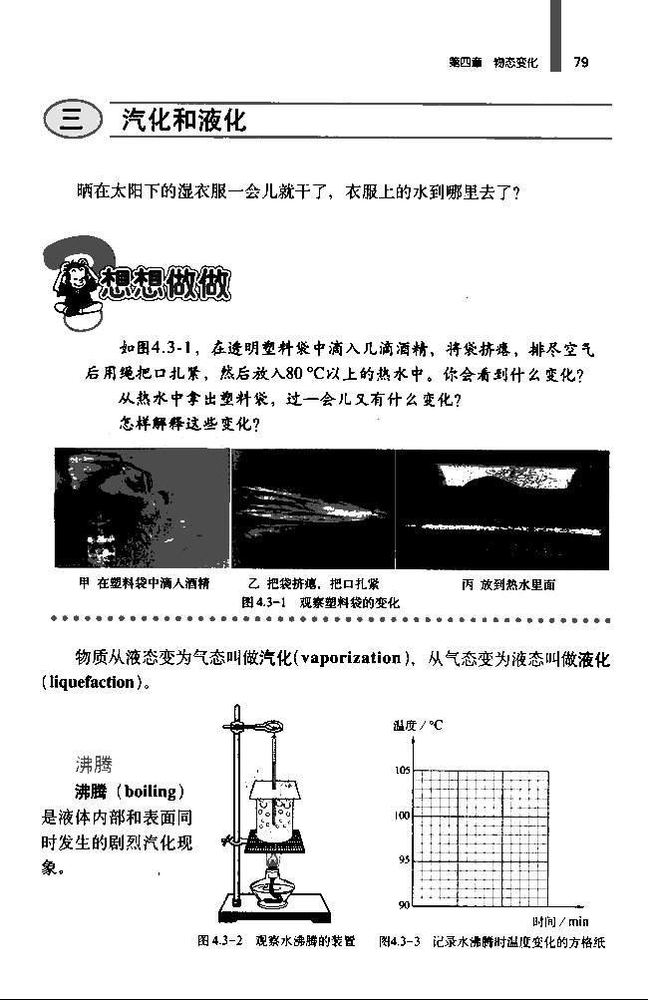 第四章 物态变化 79
三 汽化和液化
晒在太阳下的湿衣服一会儿就干了，衣服上的水到哪里去了？
想想做做
如图4.3-1，在透明塑料袋中滴入几滴酒精，将袋挤瘪，排尽空气
后用绳把口扎紧，然后放入80 °C以上的热水中。你会看到什么变化？
从热水中拿出塑料袋，过一会儿又有什么变化？
怎样解释这些变化？
甲 在塑料袋中滴入酒精
乙 把袋挤瘪，把口扎紧
丙 放到热水里面
图 4.3-1 观察塑料袋的变化
物质从液态变为气态叫做汽化(vaporization)，从气态变为液态叫做液化
(liquefaction)。
沸腾
沸腾（boiling）
是液体内部和表面同
时发生的剧烈汽化现
象。
图 4.3-2 观察水沸腾的装置
温度 / °C
105
100
95
90
时间 / min
图4.3-3 记录水沸腾时温度变化的方格纸